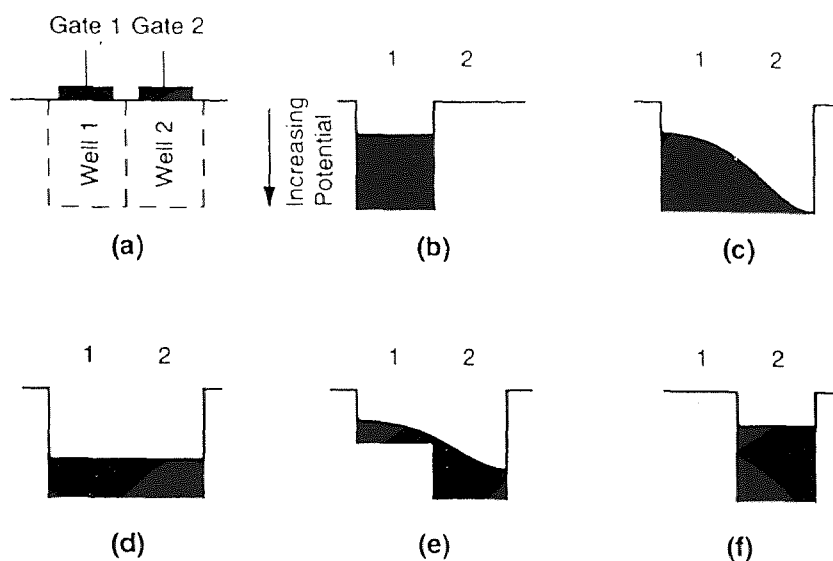 Gate 1 Gate 2
Well 1
Well 2
(a)
Increasing
Potential
1 2
(b)
1 2
(c)
1 2
(d)
1 2
(e)
1 2
(f)